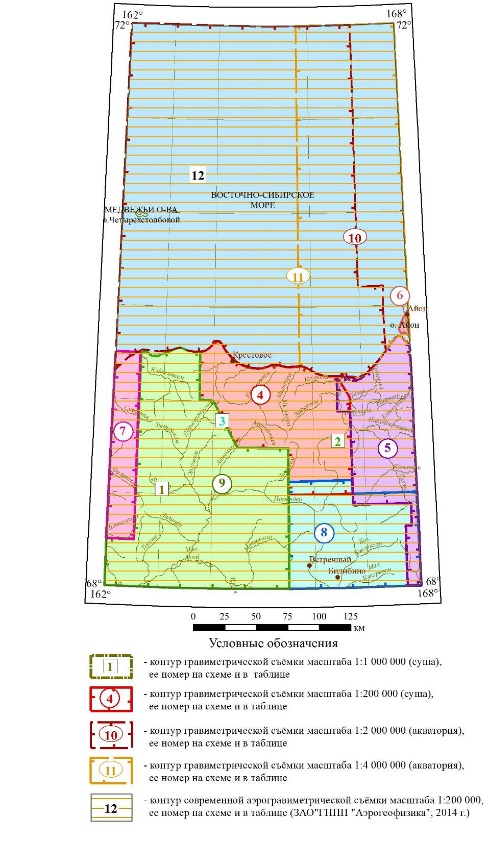 162°
168°
72°
72°
12
ВОСТОЧНО-СИБИРСКОЕ
МОРЕ
МЕДВЕЖЬИ О-ВА
о.Четырёхстолбовой
10
11
6
Айон
о. Айон
Крестовое
4
3
7
2
5
1
9
8
Встречный
Билибино
68°
68°
162°
168°
0 25 50 75 100 125
км
Условные обозначения
1
- контур гравиметрической съёмки масштаба 1:1 000 000 (суша),
ее номер на схеме и в таблице
4
- контур гравиметрической съёмки масштаба 1:200 000 (суша),
ее номер на схеме и в таблице
10
- контур гравиметрической съёмки масштаба 1:2 000 000 (акватория),
ее номер на схеме и в таблице
11
- контур гравиметрической съёмки масштаба 1:4 000 000 (акватория),
ее номер на схеме и в таблице
12
- контур современной аэрогравиметрической съёмки масштаба 1:200 000,
ее номер на схеме и в таблице (ЗАО"ГНПП "Аэрогеофизика", 2014 г.)